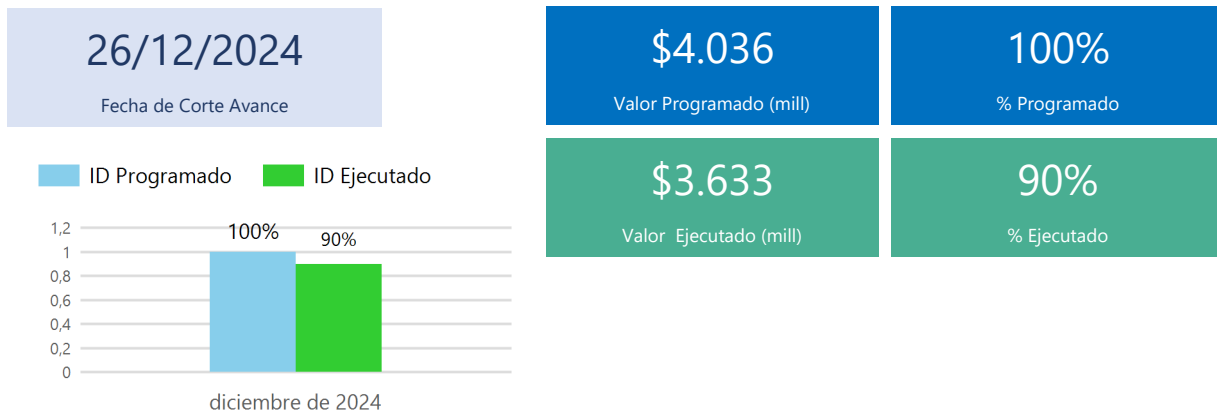 26/12/2024
Fecha de Corte Avance
$4.036
Valor Programado (mill)
100%
% Programado
$3.633
Valor  Ejecutado (mill)
90%
% Ejecutado
ID Programado
ID Ejecutado
1,2
1
0,8
0,6
0,4
0,2
0
100%
90%
diciembre de 2024